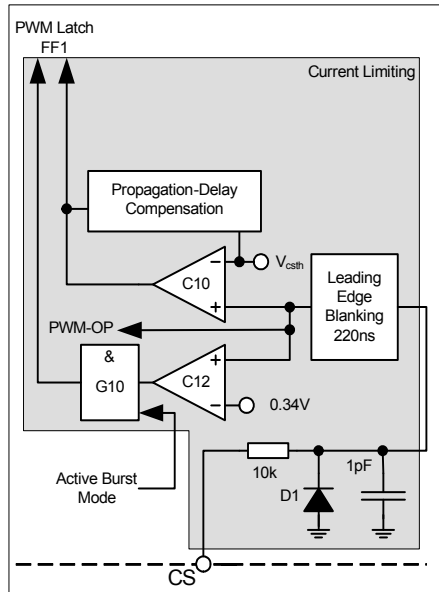 PWM Latch
FF1
Current Limiting
Propagation-Delay
Compensation
Vcsth
C10
Leading
Edge
Blanking
220ns
PWM-OP
&
G10
C12
0.34V
10k
1pF
D1
Active Burst
Mode
CS